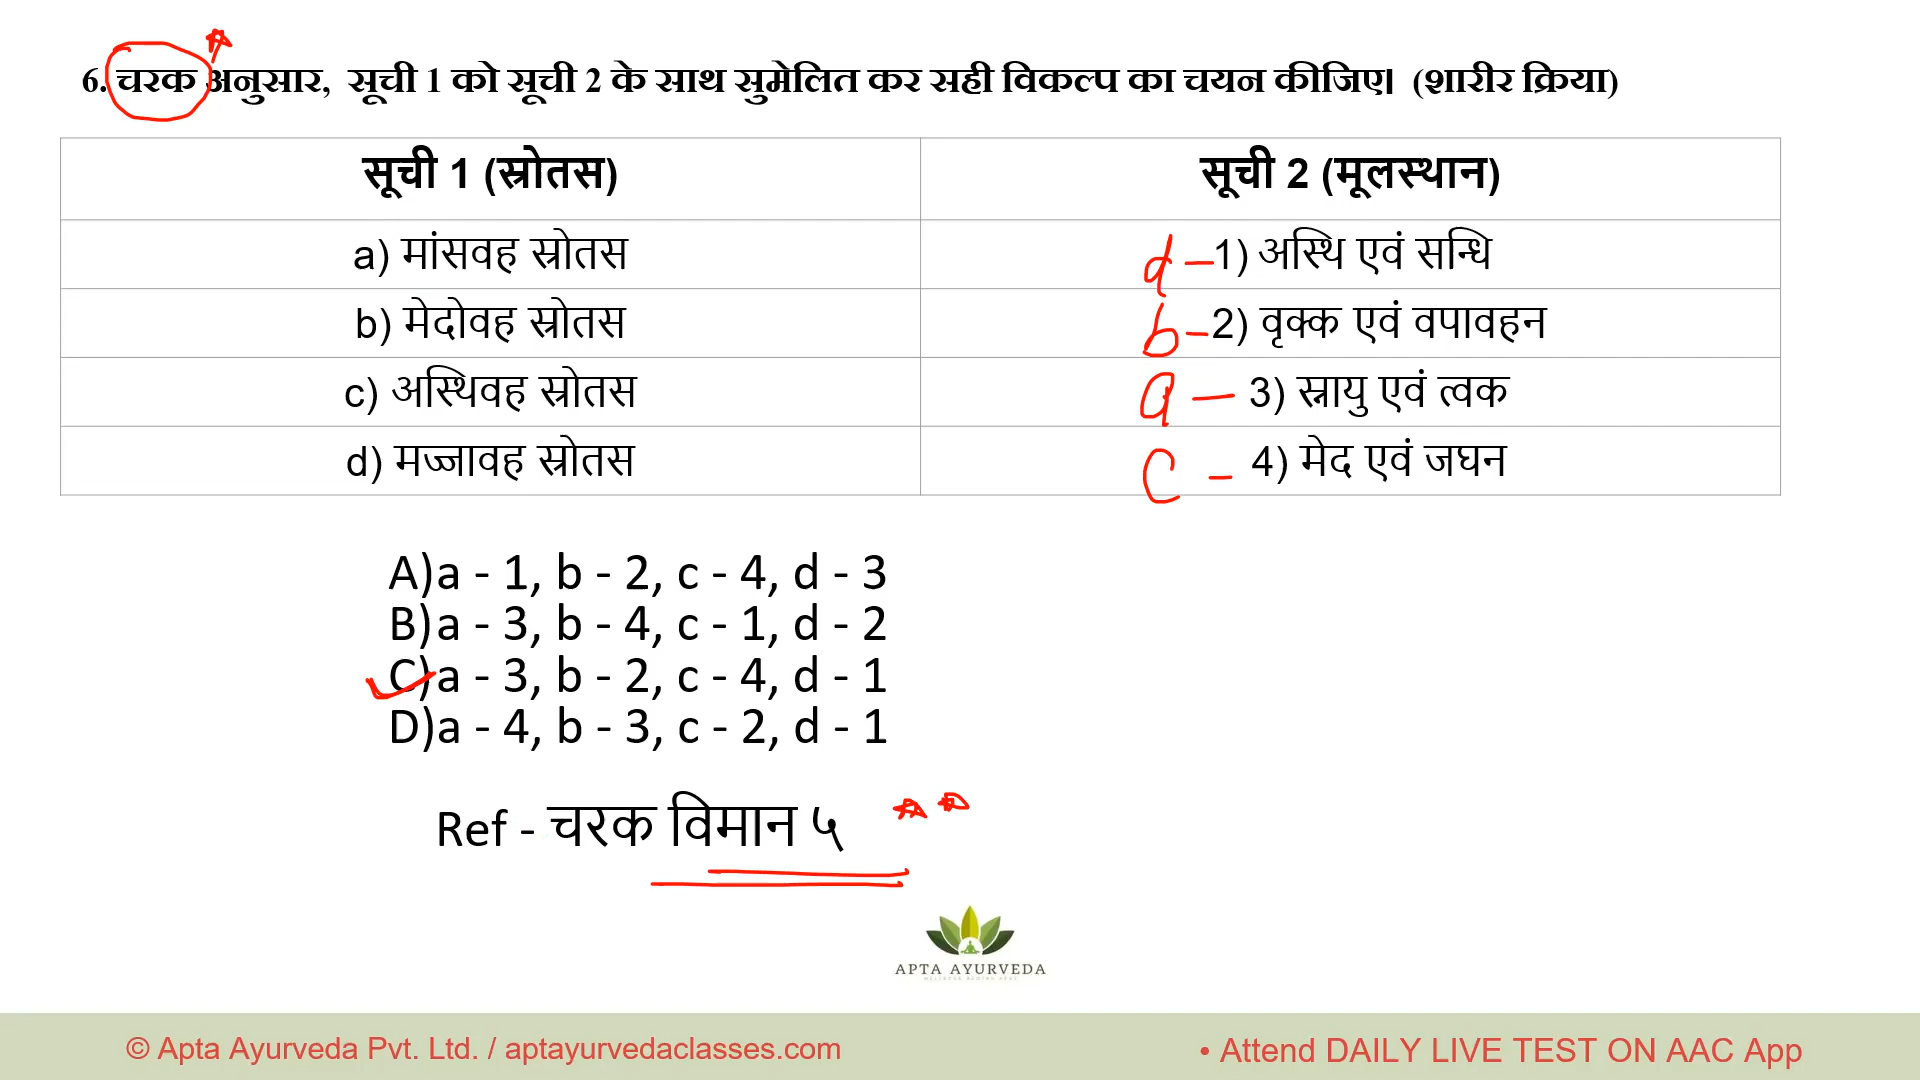 6. चरक अनुसार, सूची 1 को सूची 2 के साथ सुमेलित कर सही विकल्प का चयन कीजिए। (शारीर क्रिया)
सूची 1 (स्रोतस) सूची 2 (मूलस्थान)
a) मांसवह स्रोतस d – 1) अस्थि एवं सन्धि
b) मेदोवह स्रोतस b – 2) वृक्क एवं वपावहन
c) अस्थिवह स्रोतस a – 3) स्नायु एवं त्वक
d) मज्जावह स्रोतस C – 4) मेद एवं जघन
A)a - 1, b - 2, c - 4, d - 3
B)a - 3, b - 4, c - 1, d - 2
C)a - 3, b - 2, c - 4, d - 1
D)a - 4, b - 3, c - 2, d - 1
Ref - चरक विमान ५
APTA AYURVEDA
© Apta Ayurveda Pvt. Ltd. / aptayurvedaclasses.com
• Attend DAILY LIVE TEST ON AAC App